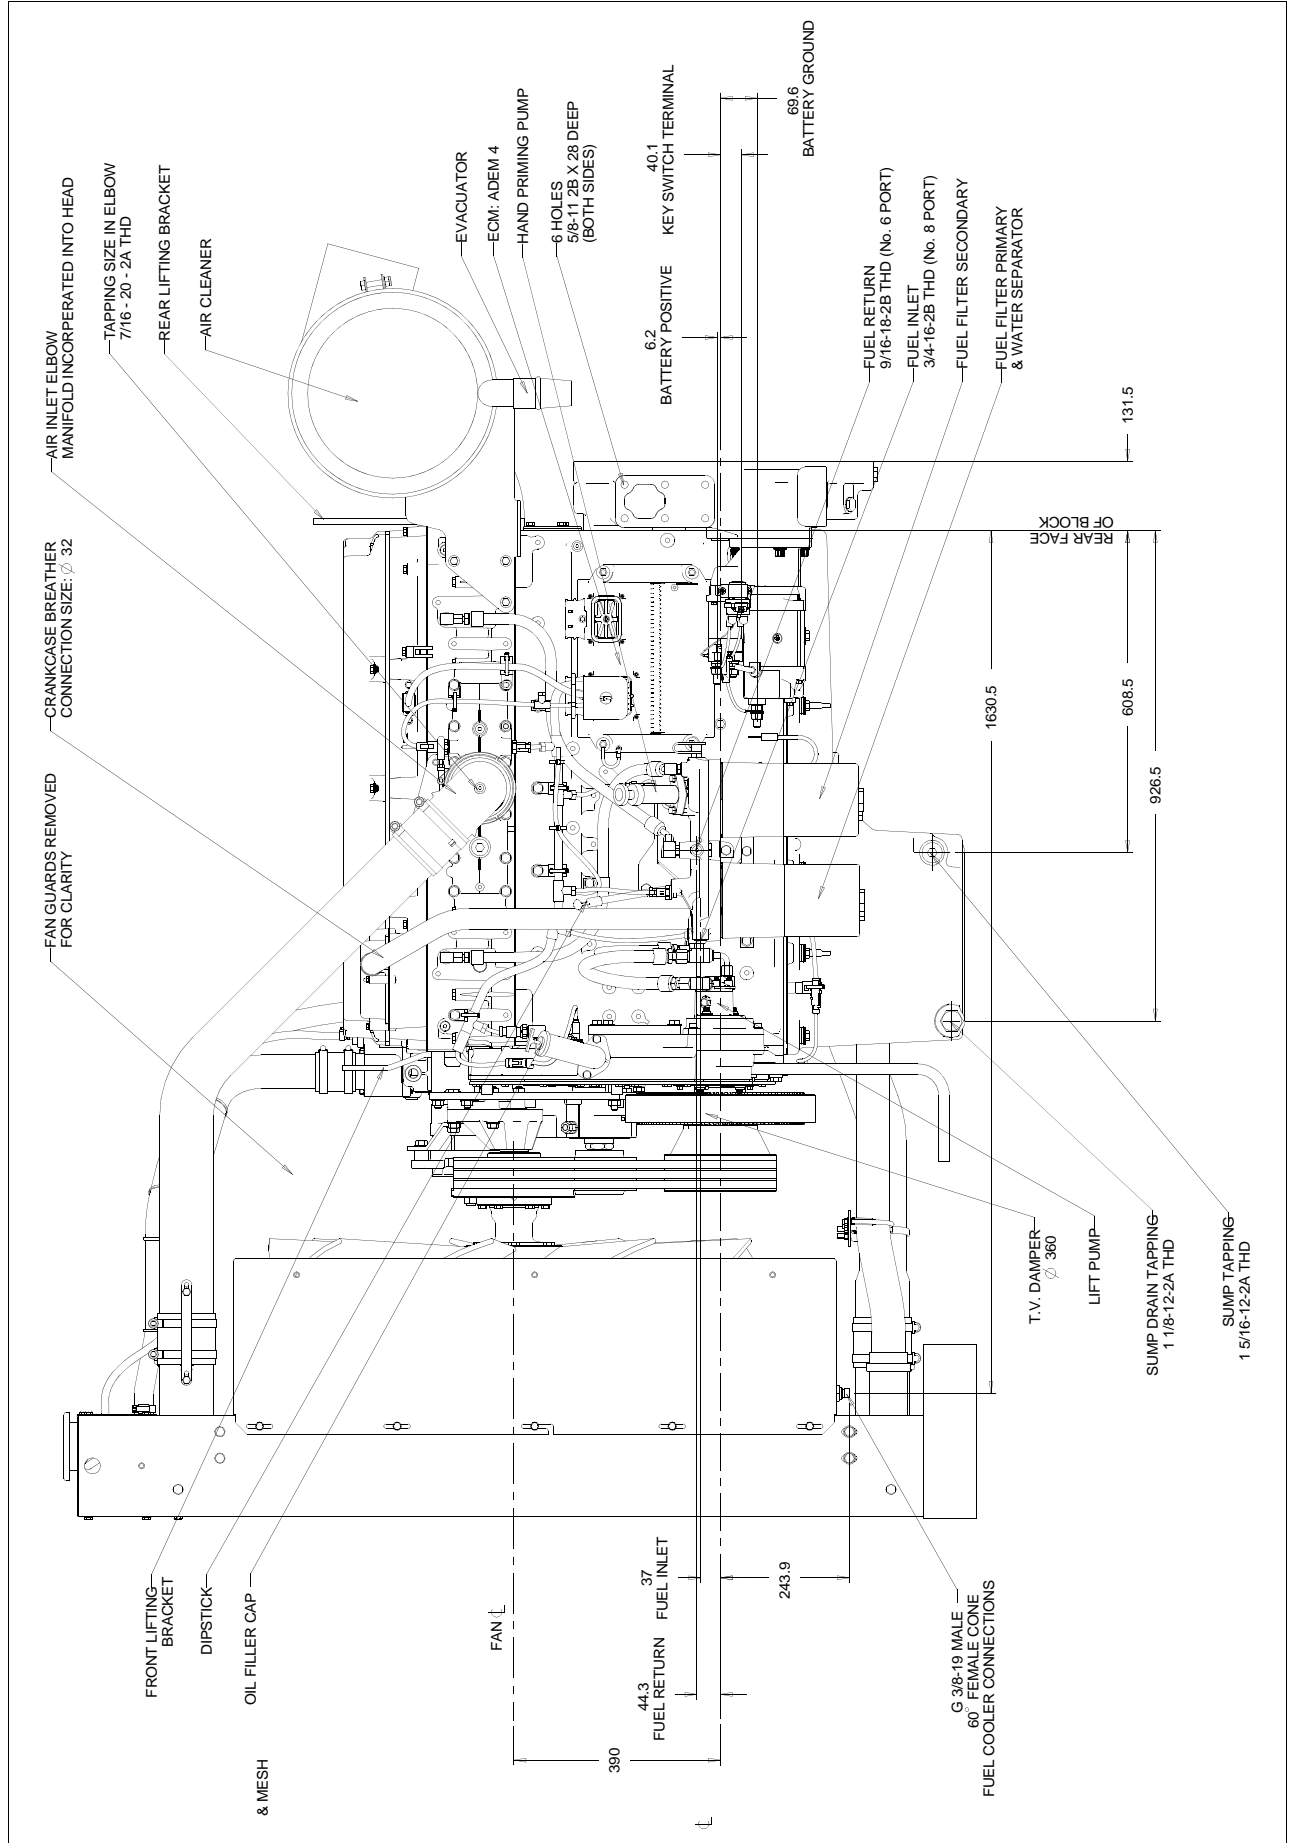 FAN GUARDS REMOVED
FOR CLARITY
CRANKCASE BREATHER
CONNECTION SIZE: ∅ 32
AIR INLET ELBOW
MANIFOLD INCORPERATED INTO HEAD
TAPPING SIZE IN ELBOW
7/16 - 20 - 2A THD
REAR LIFTING BRACKET
AIR CLEANER
EVACUATOR
ECM: ADEM 4
HAND PRIMING PUMP
6 HOLES
5/8-11 2B X 28 DEEP
(BOTH SIDES)
6.2
BATTERY POSITIVE
40.1
KEY SWITCH TERMINAL
69.6
BATTERY GROUND
FUEL RETURN
9/16-18-2B THD (No. 6 PORT)
FUEL INLET
3/4-16-2B THD (No. 8 PORT)
FUEL FILTER SECONDARY
FUEL FILTER PRIMARY
& WATER SEPARATOR
131.5
REAR FACE
OF BLOCK
1630.5
608.5
926.5
FRONT LIFTING
BRACKET
DIPSTICK
OIL FILLER CAP
& MESH
FAN ℄
390
44.3
FUEL RETURN
37
FUEL INLET
243.9
℄
G 3/8-19 MALE
60° FEMALE CONE
FUEL COOLER CONNECTIONS
T.V. DAMPER
∅ 360
LIFT PUMP
SUMP DRAIN TAPPING
1 1/8-12-2A THD
SUMP TAPPING
1 5/16-12-2A THD